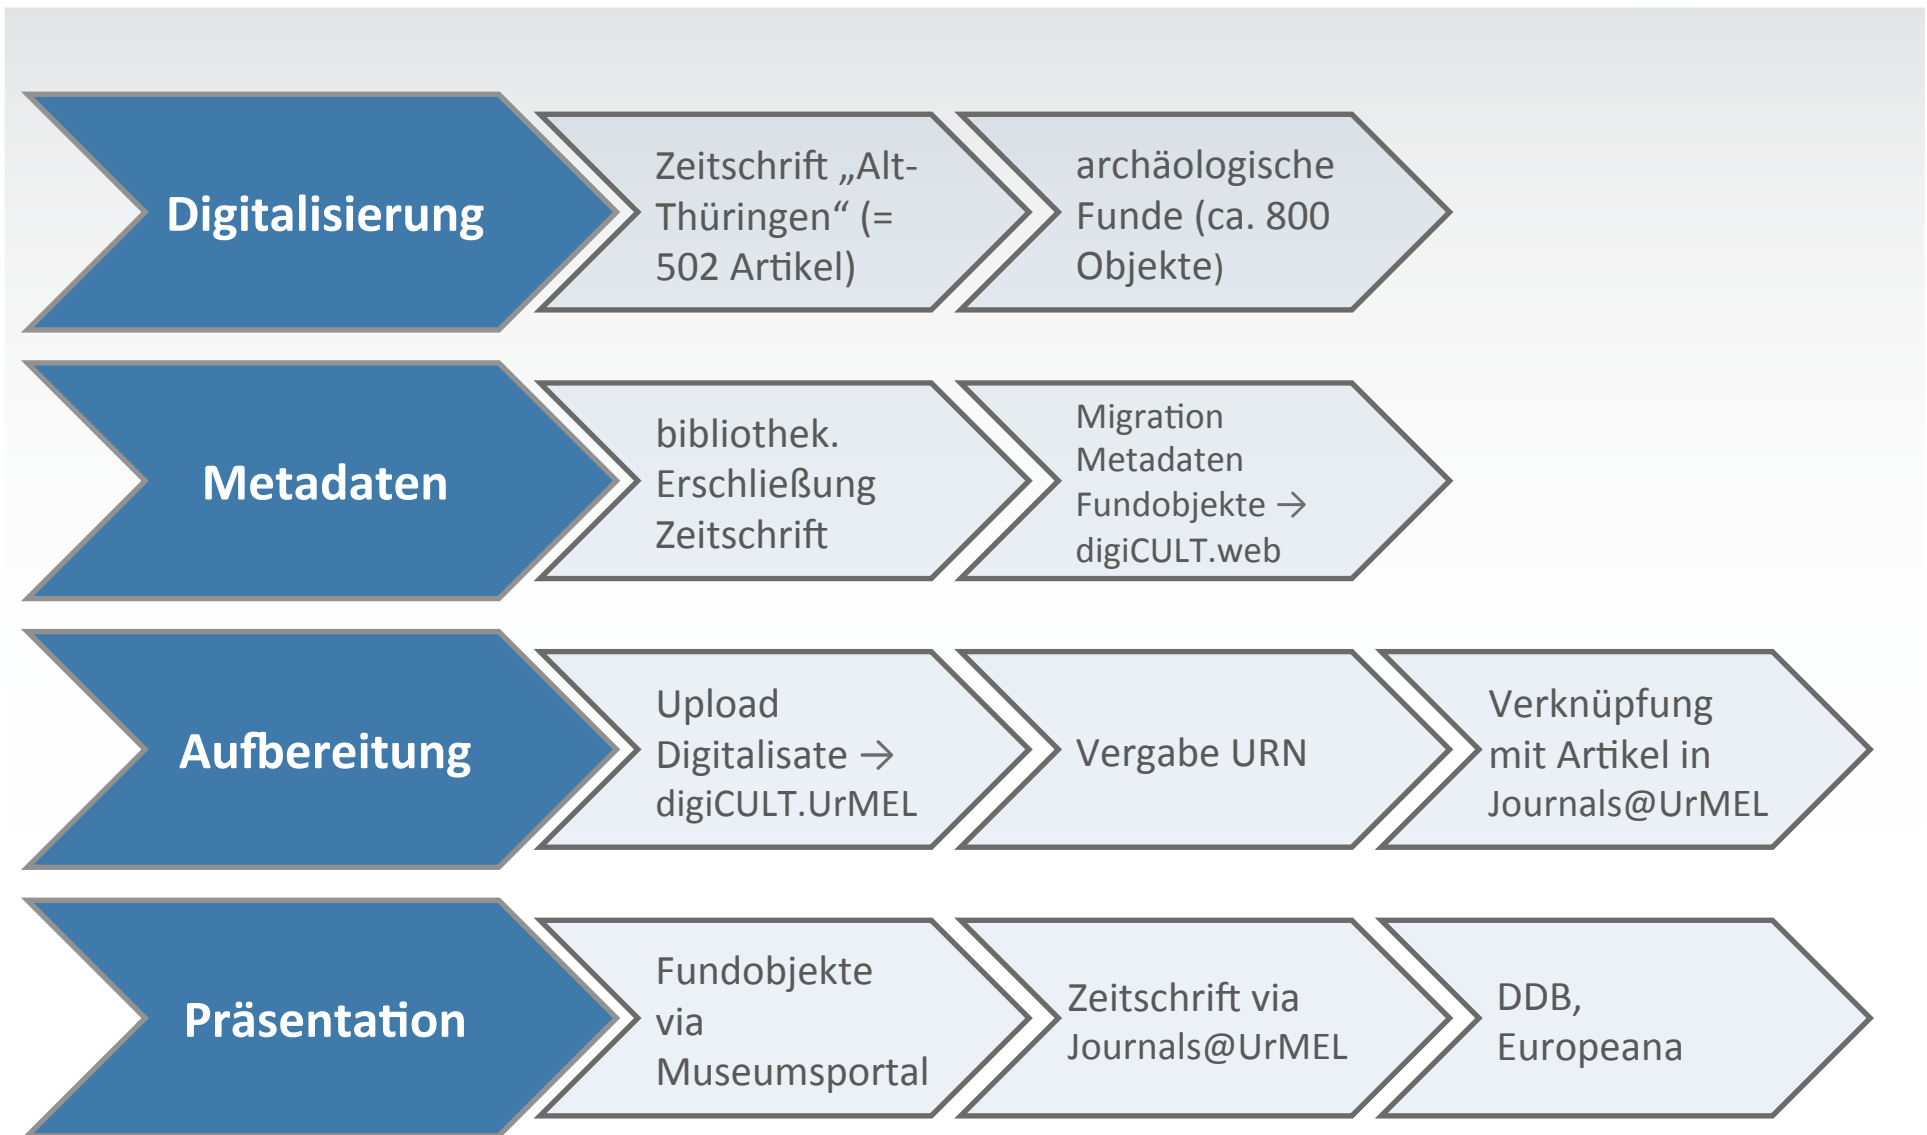 Digitalisierung
Zeitschrift „Alt-
Thüringen“ (=
502 Artikel)
archäologische
Funde (ca. 800
Objekte)
Metadaten
bibliothek.
Erschließung
Zeitschrift
Migration
Metadaten
Fundobjekte →
digiCULT.web
Aufbereitung
Upload
Digitalisate →
digiCULT.UrMEL
Vergabe URN
Verknüpfung
mit Artikel in
Journals@UrMEL
Präsentation
Fundobjekte
via
Museumsportal
Zeitschrift via
Journals@UrMEL
DDB,
Europeana